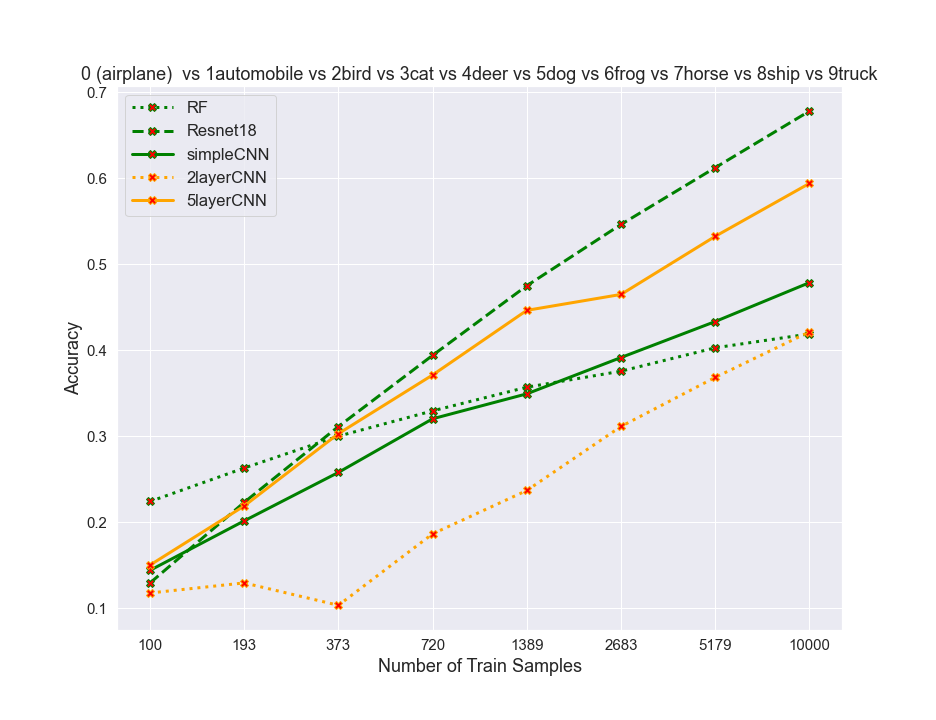 0 (airplane)  vs 1automobile vs 2bird vs 3cat vs 4deer vs 5dog vs 6frog vs 7horse vs 8ship vs 9truck
0.7
0.6
0.5
0.4
0.3
0.2
0.1
Accuracy
RF
Resnet18
simpleCNN
2layerCNN
5layerCNN
100 193 373 720 1389 2683 5179 10000
Number of Train Samples